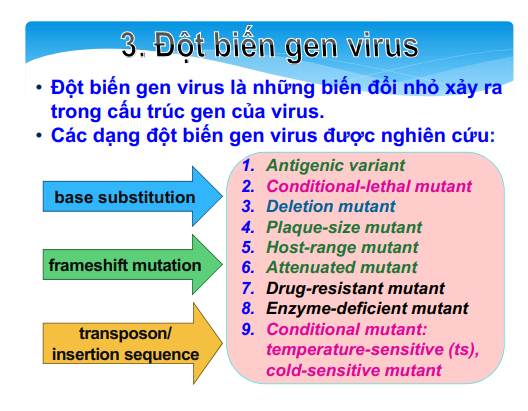 3. Đột biến gen virus
• Đột biến gen virus là những biến đổi nhỏ xảy ra
trong cấu trúc gen của virus.
• Các dạng đột biến gen virus được nghiên cứu:
base substitution
frameshift mutation
transposon/
insertion sequence
1. Antigenic variant
2. Conditional-lethal mutant
3. Deletion mutant
4. Plaque-size mutant
5. Host-range mutant
6. Attenuated mutant
7. Drug-resistant mutant
8. Enzyme-deficient mutant
9. Conditional mutant:
temperature-sensitive (ts),
cold-sensitive mutant